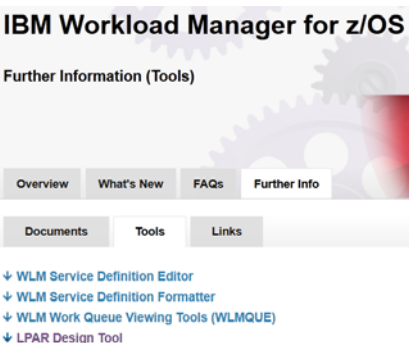 IBM Workload Manager for z/OS
Further Information (Tools)
Overview What's New FAQs Further Info
Documents Tools Links
WLM Service Definition Editor
WLM Service Definition Formatter
WLM Work Queue Viewing Tools (WLMQUE)
LPAR Design Tool